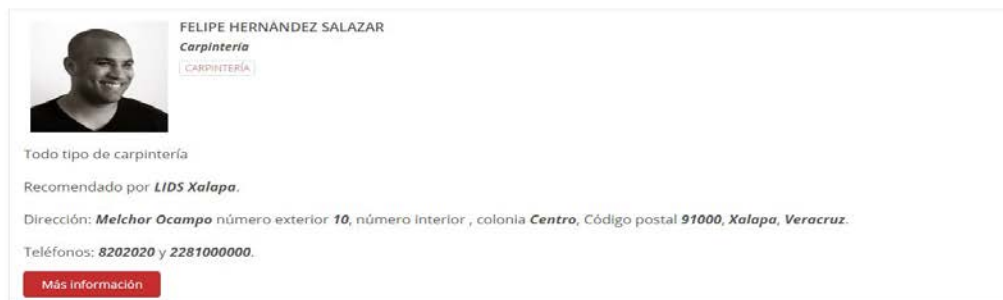 FELIPE HERNÁNDEZ SALAZAR
Carpintería
CARPINTERÍA
Todo tipo de carpintería
Recomendado por LIDS Xalapa.
Dirección: Melchor Ocampo número exterior 10, número interior , colonia Centro, Código postal 91000, Xalapa, Veracruz.
Teléfonos: 8202020 y 2281000000.
Más información